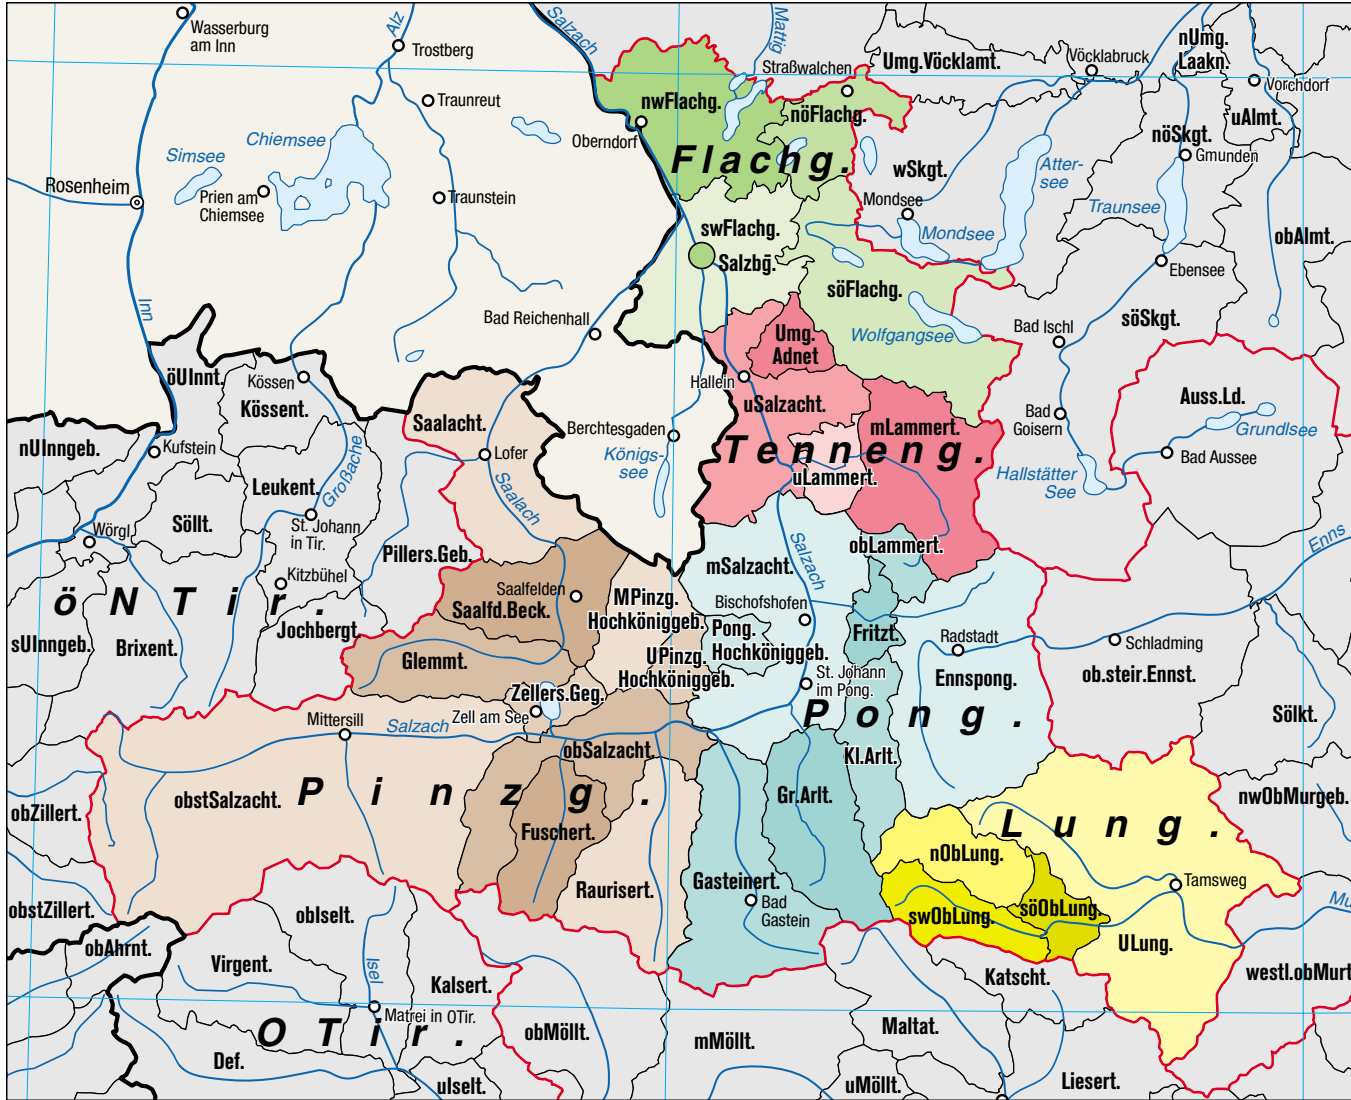 Wasserburg
am Inn
Alz
Trostberg
Salzach
Mattig
Straßwalchen
Umg.Vöcklamt.
Vöcklabruck
nUmg.
Laakn.
Vorchdorf
Traunreut
nwFlachg.
nöFlachg.
uAlmt.
Chiemsee
Simsee
Oberndorf
Flachg.
wSkgt.
Atter-
see
nöSkgt.
Gmunden
Rosenheim
Prien am
Chiemsee
Traunstein
Mondsee
Mondsee
Traunsee
swFlachg.
obAlmt.
Salzbg̃.
Ebensee
söFlachg.
Inn
Bad Reichenhall
Wolfgangsee
Bad Ischl
söSkgt.
Umg.
Adnet
öUInnt.
Kössen
Kössent.
Hallein
uSalzacht.
Auss.Ld.
Saalacht.
mLammert.
Bad
Goisern
Grundlsee
nUInngeb.
Kufstein
Lofer
Berchtesgaden
Königs-
see
Tenneng.
Bad Aussee
Großache
Saalach
uLammert.
Hallstätter
See
Leukent.
Söllt.
St. Johann
in Tir.
Wörgl
Pillers.Geb.
Salzach
obLammert.
Enns
mSalzacht.
Kitzbühel
Saalfelden
Saalfd.Beck.
MPinzg.
Hochköniggeb.
Bischofshofen
öNTir.
Jochbergt.
Pong.
Hochköniggeb.
Fritzt.
Radstadt
Schladming
sUInngeb.
Brixent.
Glemmt.
UPinzg.
Hochköniggeb.
St. Johann
im Pong.
Ennspong.
ob.steir.Ennst.
Zellers.Geg.
Zell am See
Mittersill
Salzach
Pong.
Sölkt.
obSalzacht.
Kl.Arlt.
obZillert.
obstSalzacht.
Pinzg.
Gr.Arlt.
nwObMurgeb.
Lung.
Fuschert.
nObLung.
Raurisert.
Gasteinert.
Bad
Gastein
Tamsweg
obstZillert.
obIselt.
swObLung.
söObLung.
Mu
obAhrnt.
ULung.
Virgent.
Isel
Kalsert.
Katscht.
westl.obMurt
Matrei in OTir.
OTir.
obMöllt.
mMöllt.
Maltat.
Def.
uIselt.
uMöllt.
Liesert.